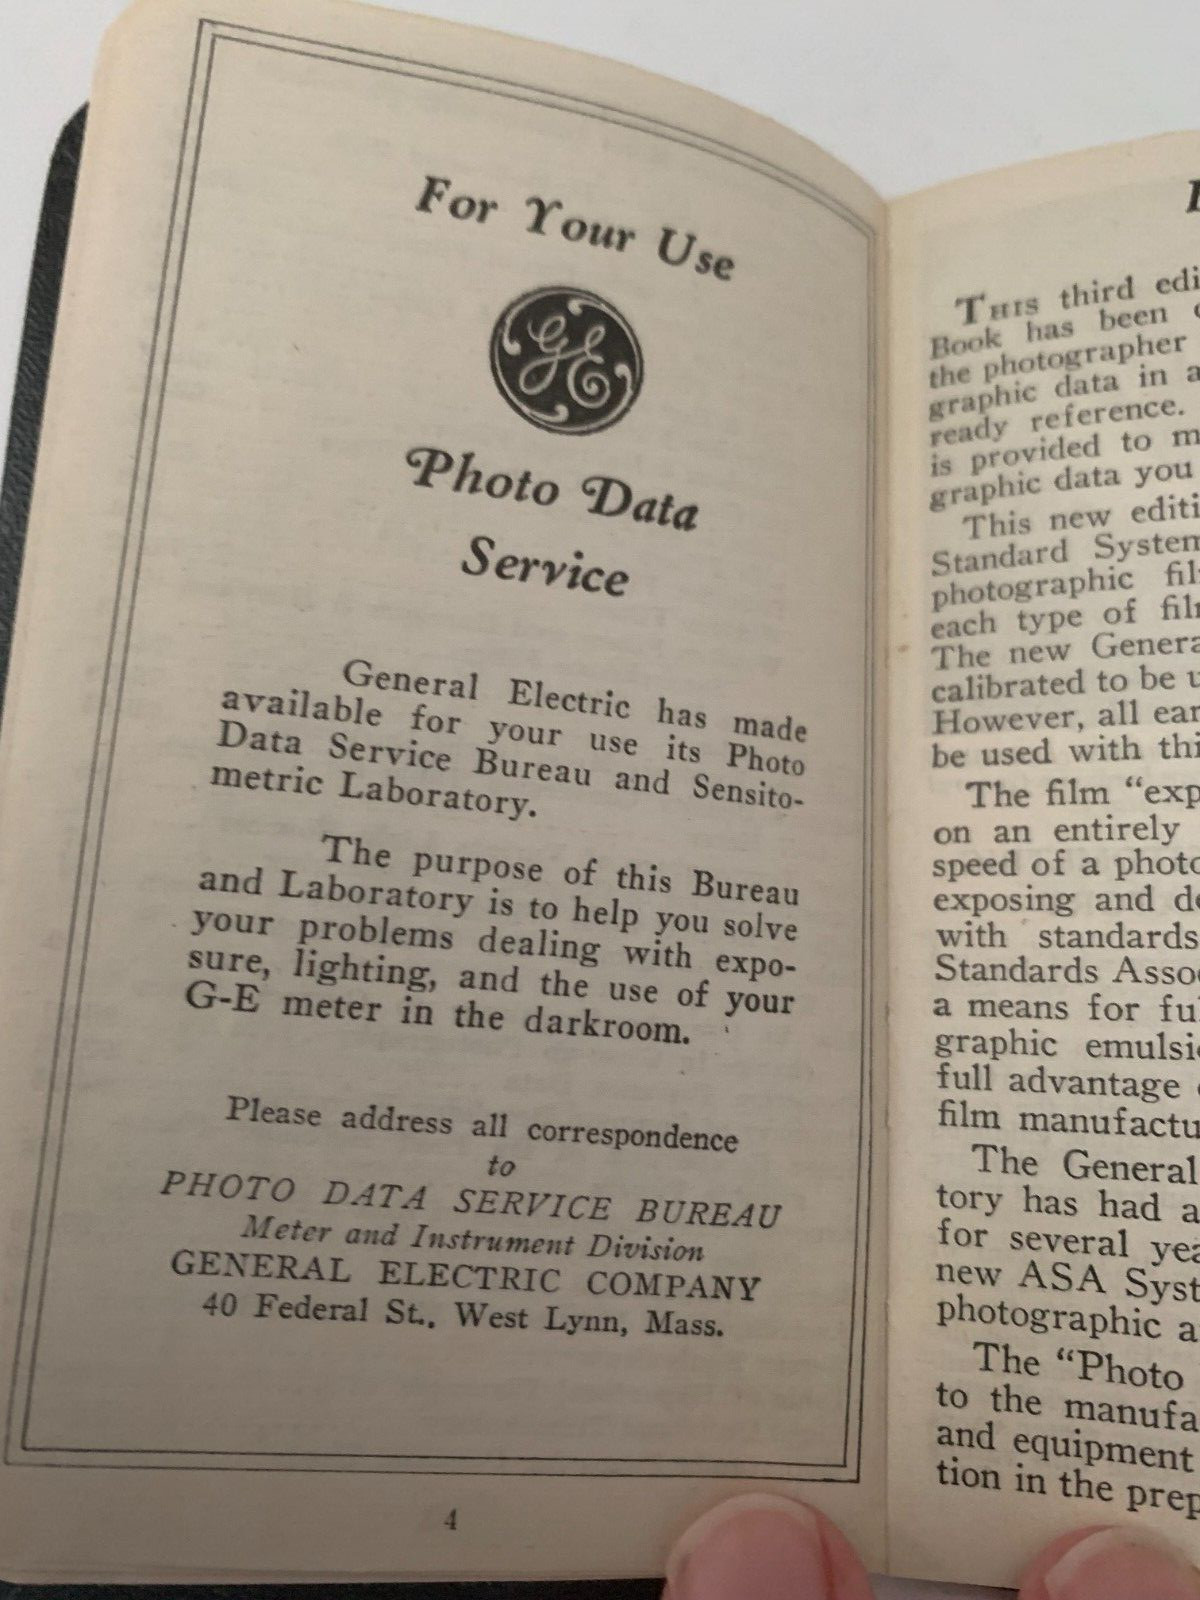 For Your Use
GE
Photo Data
Service
General Electric has made
available for your use its Photo
Data Service Bureau and Sensito-
metric Laboratory.
The purpose of this Bureau
and Laboratory is to help you solve
your problems dealing with expo-
sure, lighting, and the use of your
G-E meter in the darkroom.
Please address all correspondence
to
PHOTO DATA SERVICE BUREAU
Meter and Instrument Division
GENERAL ELECTRIC COMPANY
40 Federal St., West Lynn, Mass.
4
THIS third edi
Book has been
the photographer
graphic data in a
ready reference.
is provided to m
graphic data you
This new editi
Standard System
photographic fil
each type of fil
The new Genera
calibrated to be u
However, all ear
be used with thi
The film “exp
on an entirely
speed of a photo
exposing and de
with standards
Standards Asso
a means for fu
graphic emulsi
full advantage
film manufactu
The General
tory has had a
for several yea
new ASA Syst
photographic a
The “Photo
to the manufa
and equipment
tion in the prep